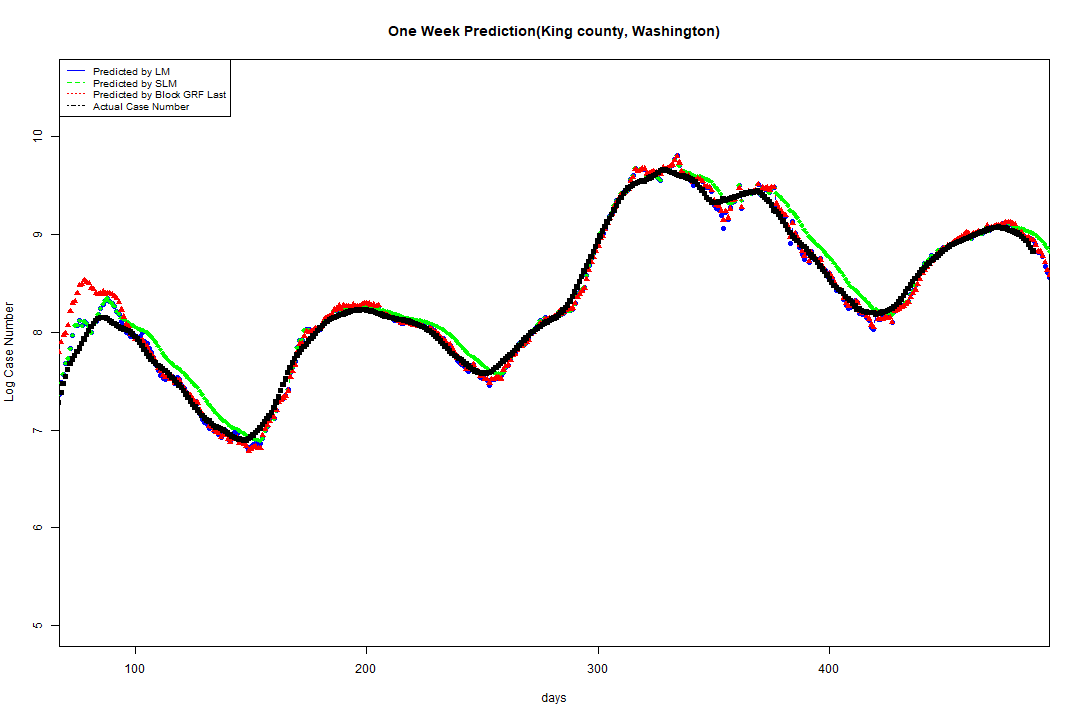 One Week Prediction(King county, Washington)
Predicted by LM
Predicted by SLM
Predicted by Block GRF Last
Actual Case Number
Log Case Number
10
9
8
7
6
5
100 200 300 400
days